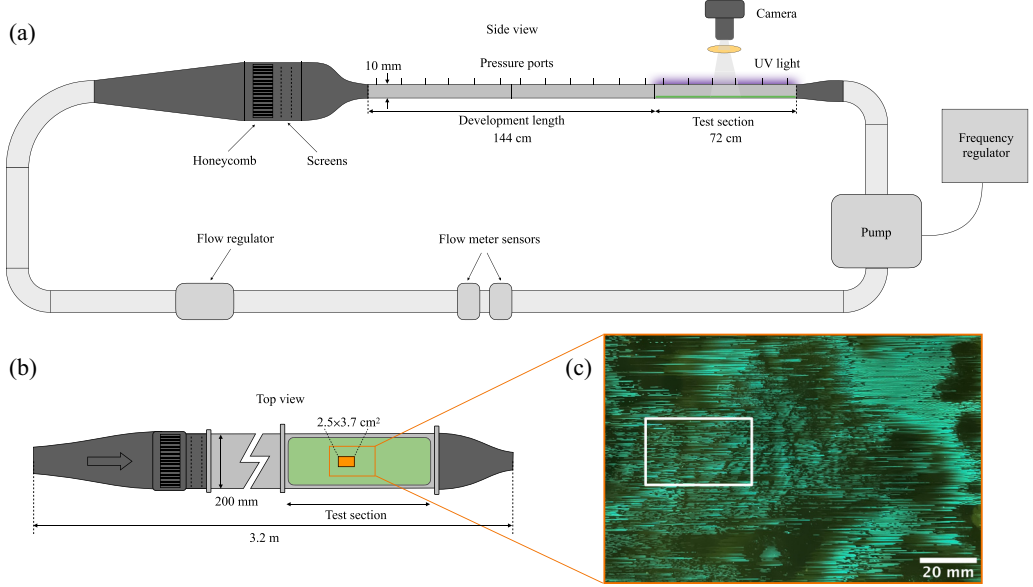 (a)
Side view
Camera
10 mm
Pressure ports
UV light
Honeycomb
Screens
Development length
144 cm
Test section
72 cm
Frequency
regulator
Flow regulator
Flow meter sensors
Pump
(b)
Top view
2.5×3.7 cm²
200 mm
Test section
3.2 m
(c)
20 mm